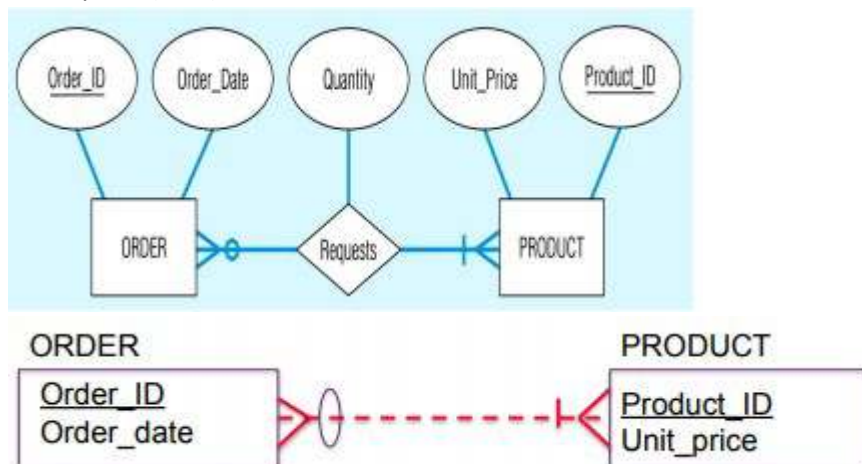 Order_ID Order_Date Quantity Unit_Price Product_ID
ORDER Requests PRODUCT
ORDER PRODUCT
Order_ID Product_ID
Order_date Unit_price